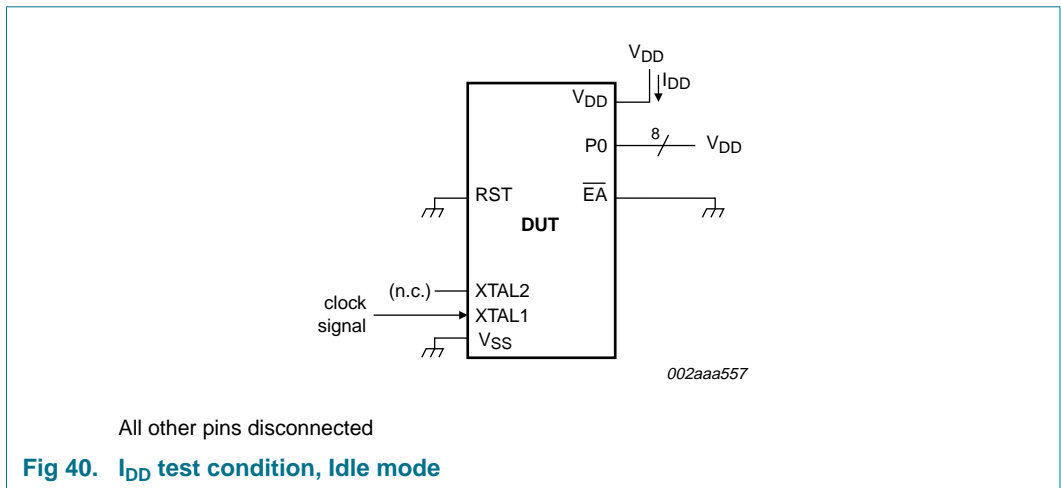 VDD
IDD
VDD
8
P0
VDD
RST
EA
DUT
(n.c.)
XTAL2
clock
signal
XTAL1
VSS
002aaa557
All other pins disconnected
Fig 40. IDD test condition, Idle mode